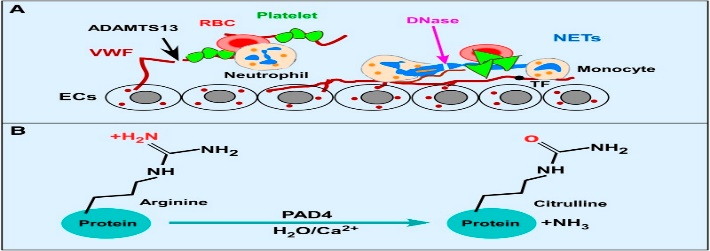 A
ADAMTS13
RBC
Platelet
DNase
NETs
VWF
Neutrophil
Monocyte
TF
ECs
B
+H₂N
NH₂
NH
Arginine
Protein
PAD4
H₂O/Ca²⁺
O
NH₂
NH
Citrulline
Protein
+NH₃